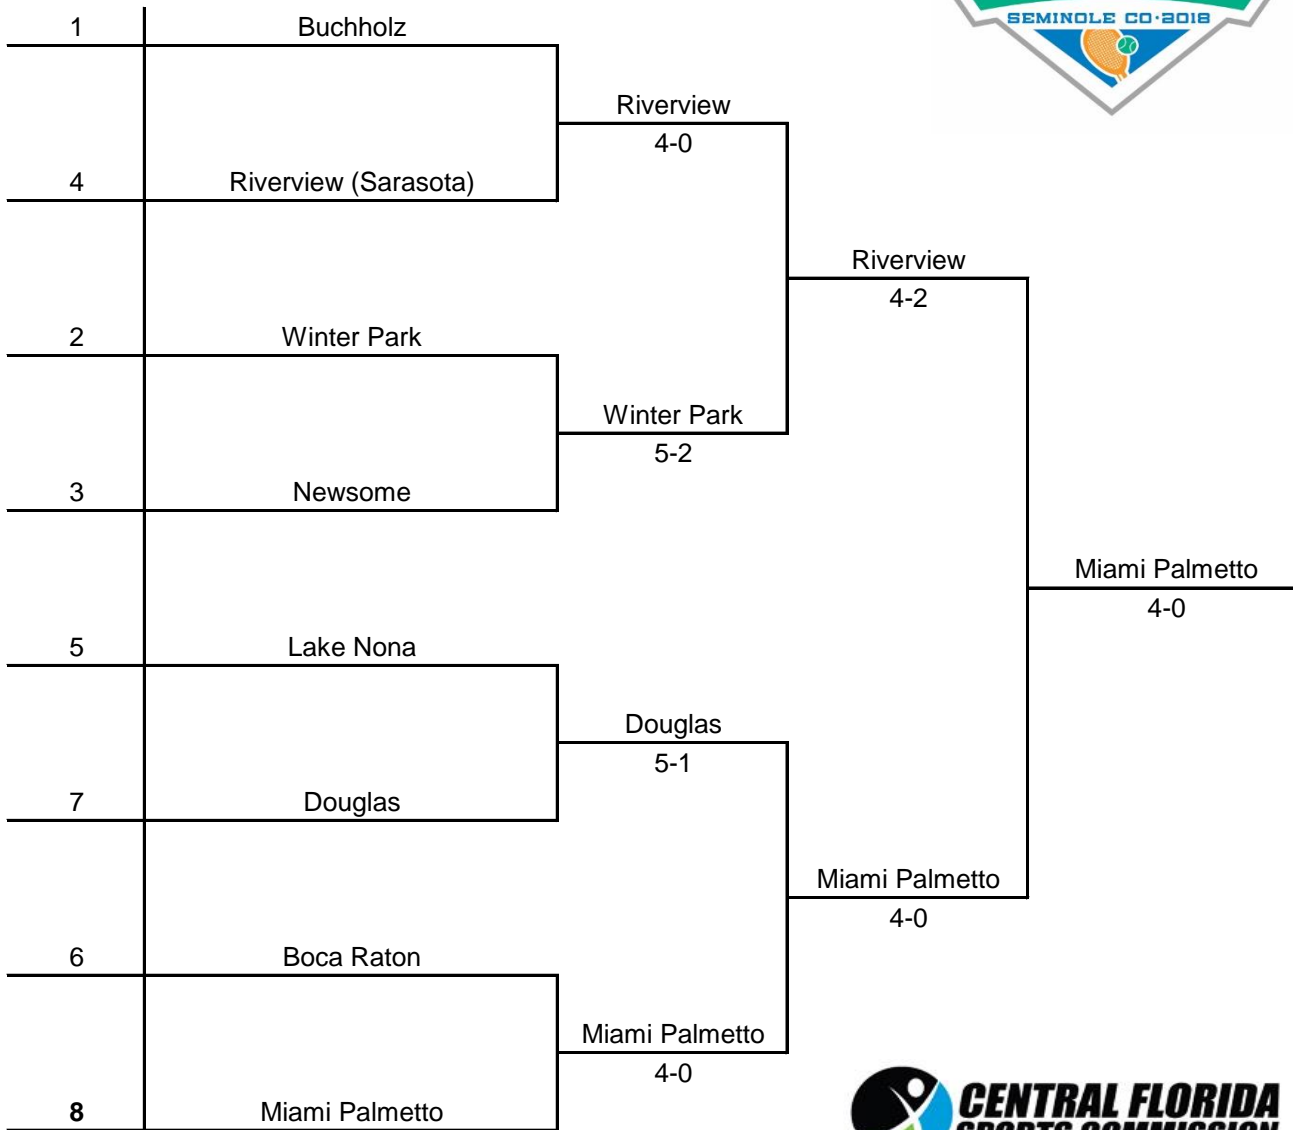 1 Buchholz
SEMINOLE CO·2018
Riverview
4-0
4 Riverview (Sarasota)
Riverview
4-2
2 Winter Park
Winter Park
5-2
3 Newsome
Miami Palmetto
4-0
5 Lake Nona
Douglas
5-1
7 Douglas
Miami Palmetto
4-0
6 Boca Raton
Miami Palmetto
4-0
8 Miami Palmetto
CENTRAL FLORIDA
SPORTS COMMISSION